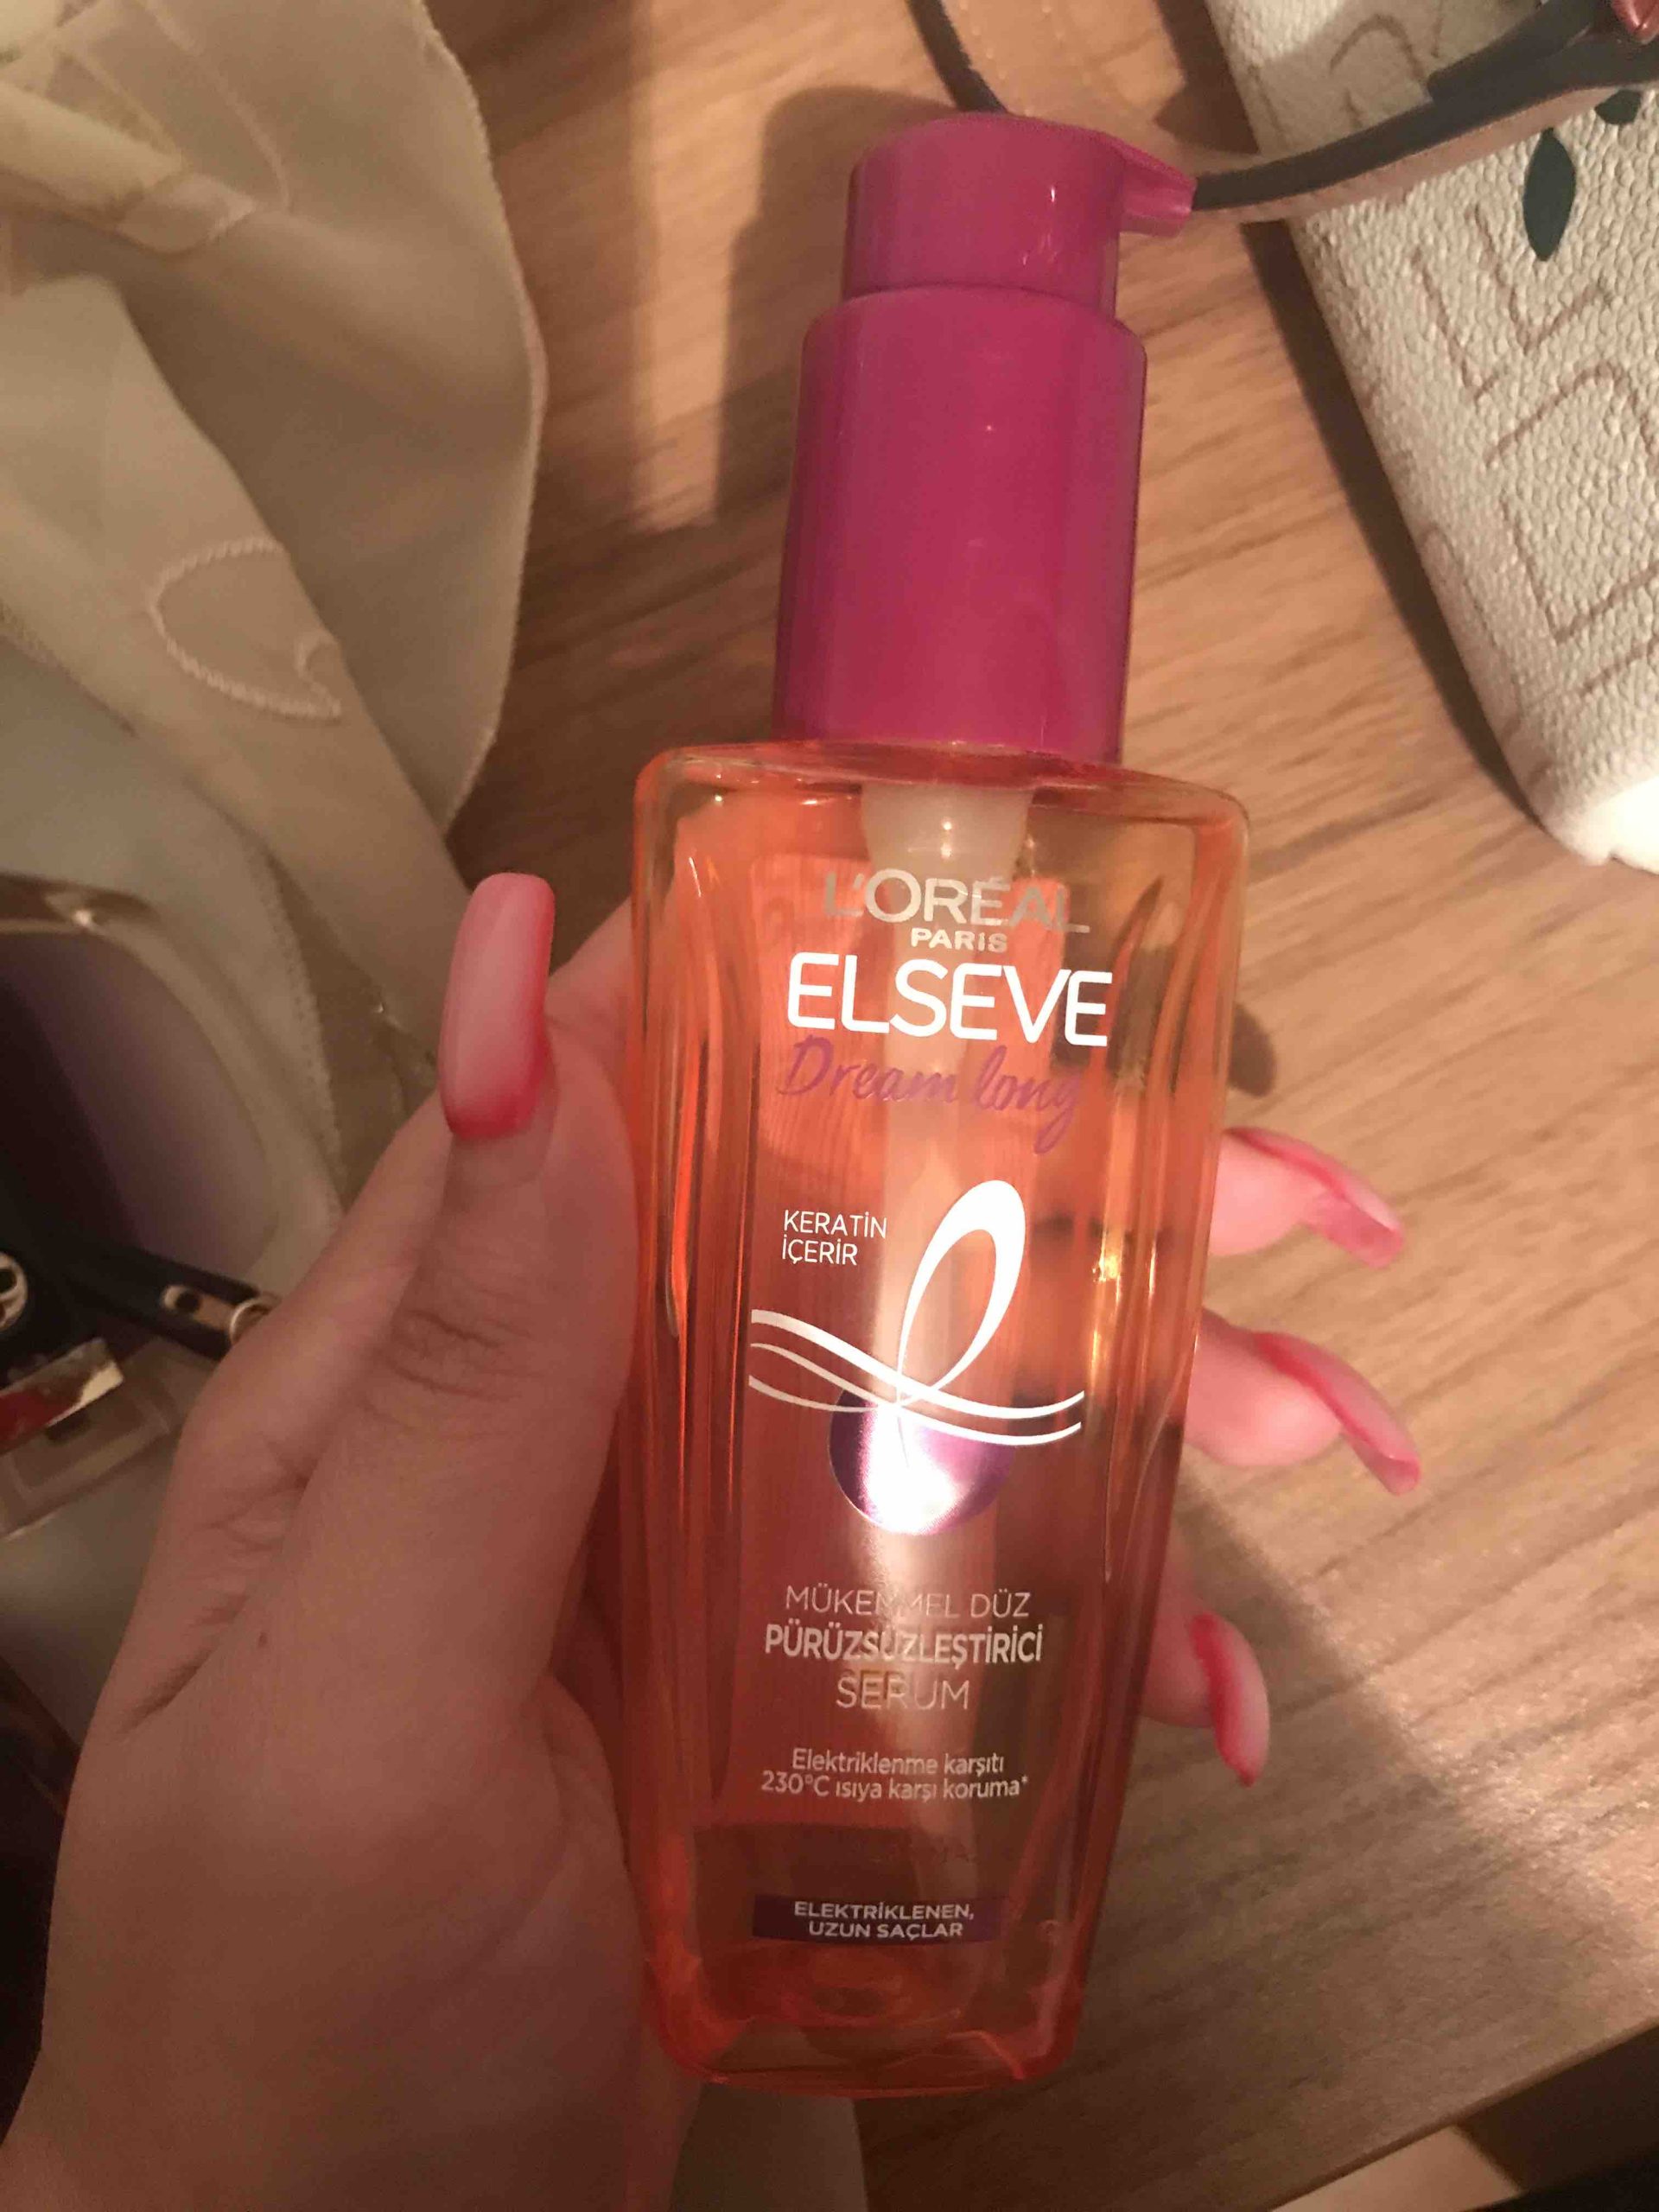 L'ORÉAL
PARIS
ELSEVE
Dream long
KERATİN
İÇERİR
MÜKEMMEL DÜZ
PÜRÜZSÜZLEŞTİRİCİ
SERUM
Elektriklenme karşıtı
230°C ısıya karşı koruma*
ELEKTRİKLENEN,
UZUN SAÇLAR